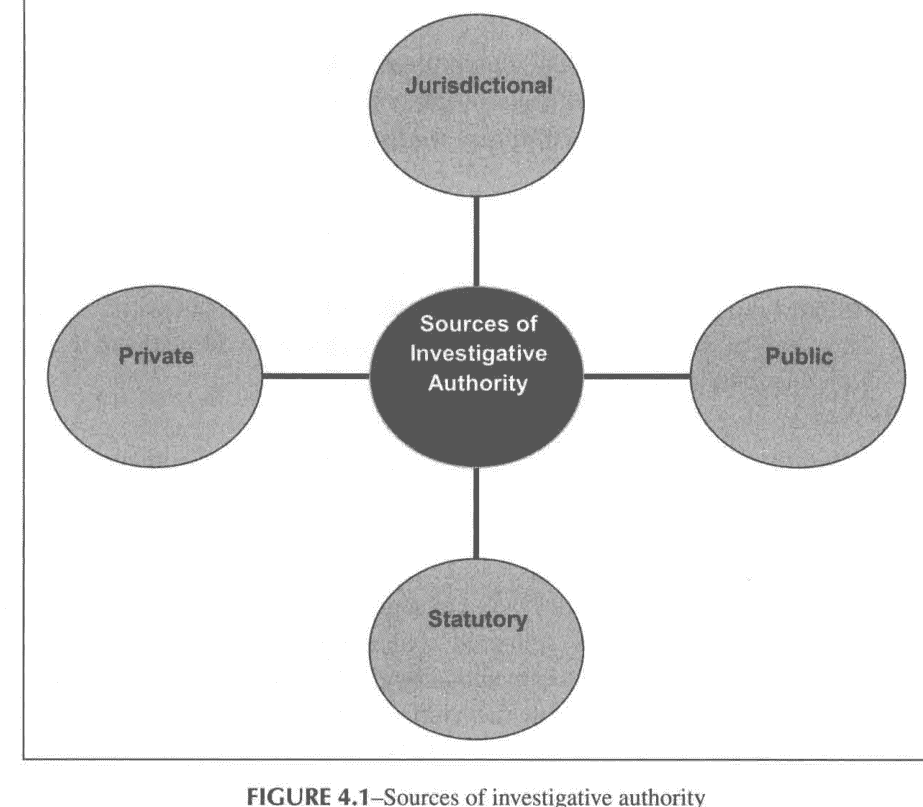 Jurisdictional
Private
Sources of
Investigative
Authority
Public
Statutory
FIGURE 4.1–Sources of investigative authority